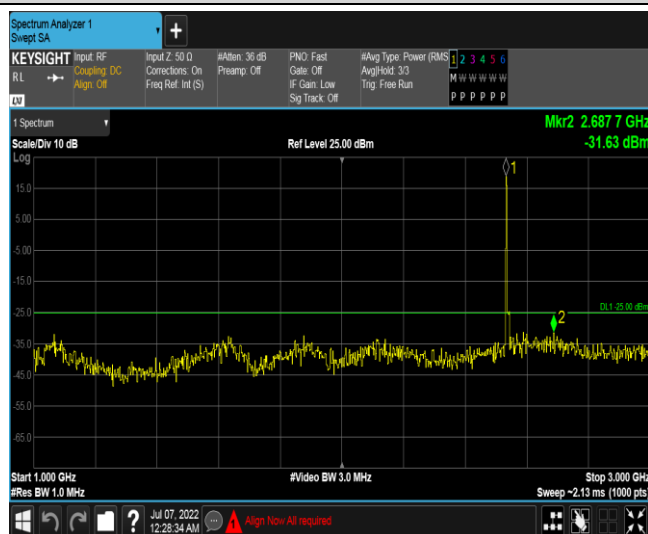 Spectrum Analyzer 1
Swept SA
+
KEYSIGHT
RL
LXI
Input: RF
Coupling: DC
Align: Off
Input Z: 50 Ω
Corrections: On
Freq Ref: Int (S)
#Atten: 36 dB
Preamp: Off
PNO: Fast
Gate: Off
IF Gain: Low
Sig Track: Off
#Avg Type: Power (RMS
Avg|Hold: 3/3
Trig: Free Run
1 2 3 4 5 6
M W W W W W
P P P P P P
1 Spectrum
Mkr2 2.687 7 GHz
Scale/Div 10 dB
Ref Level 25.00 dBm
-31.63 dBm
Log
1
15.0
5.00
-5.00
-15.0
-25.0
DL1 -25.00 dBm
2
-35.0
-45.0
-55.0
-65.0
Start 1.000 GHz
#Video BW 3.0 MHz
Stop 3.000 GHz
#Res BW 1.0 MHz
Sweep ~2.13 ms (1000 pts)
?
Jul 07, 2022
12:28:34 AM
Align Now All required